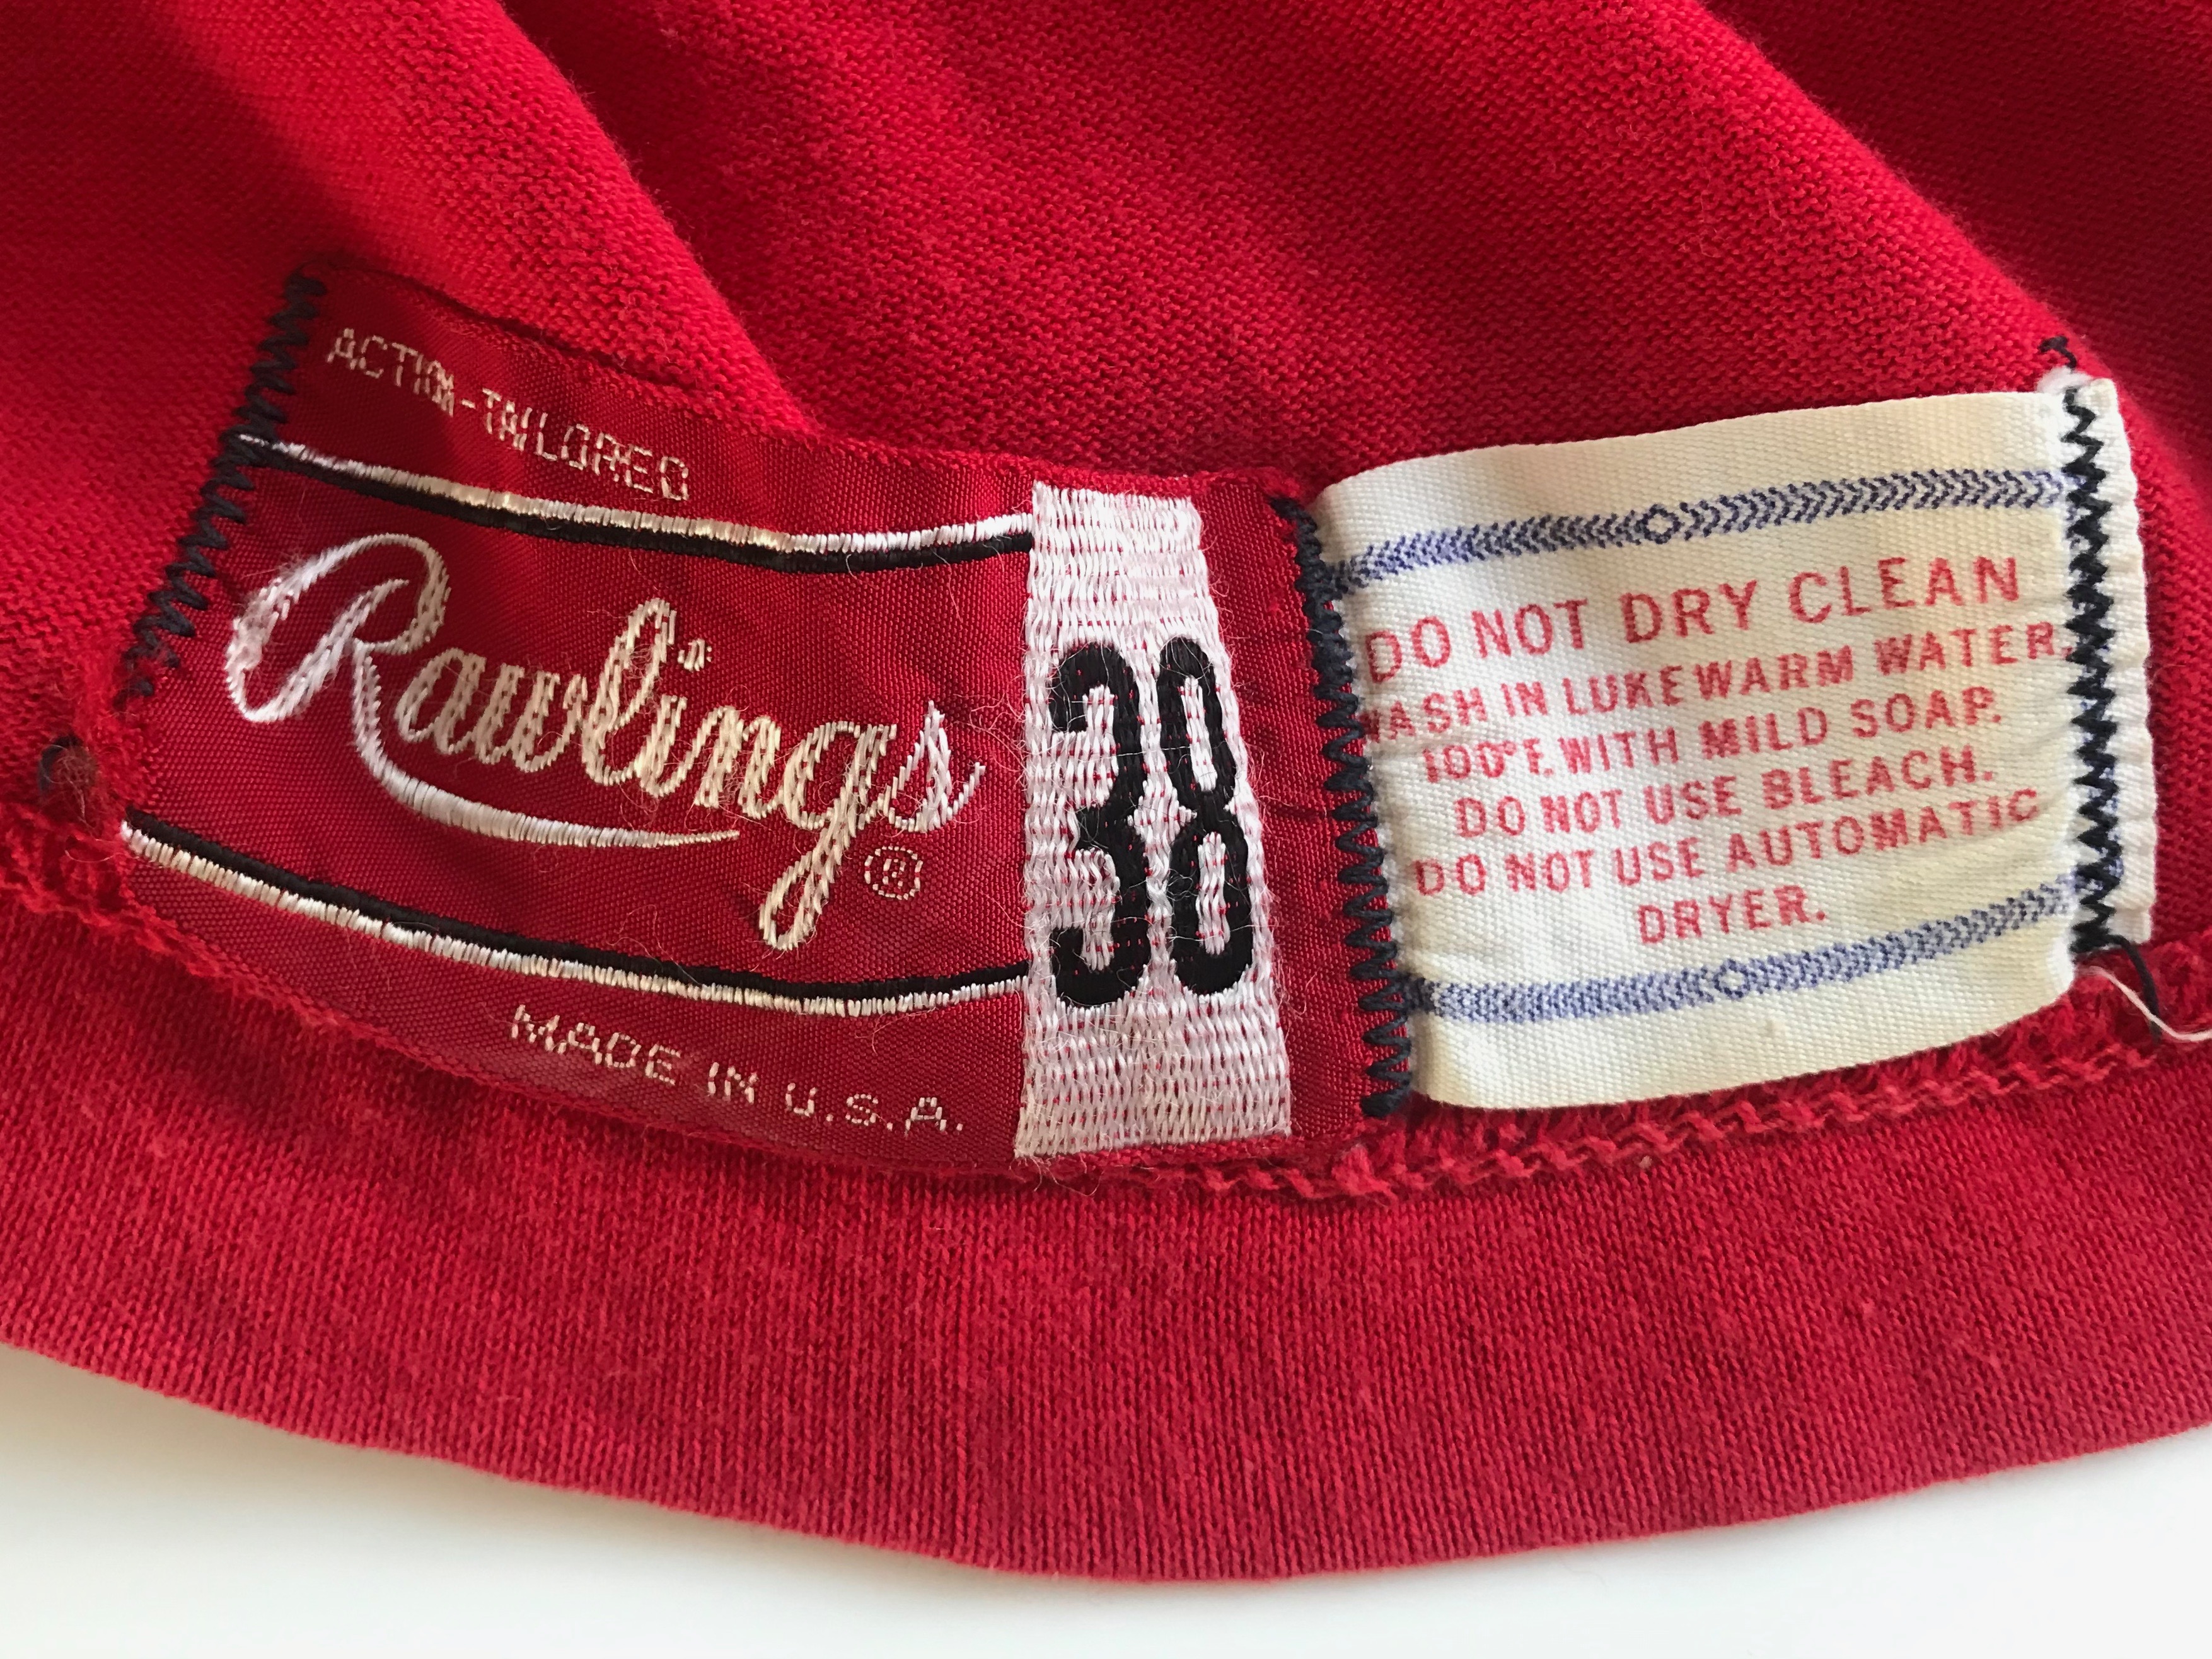 ACTION-TAILORED
Rawlings®
MADE IN U.S.A.
38
DO NOT DRY CLEAN
WASH IN LUKEWARM WATER.
100°F. WITH MILD SOAP.
DO NOT USE BLEACH.
DO NOT USE AUTOMATIC
DRYER.